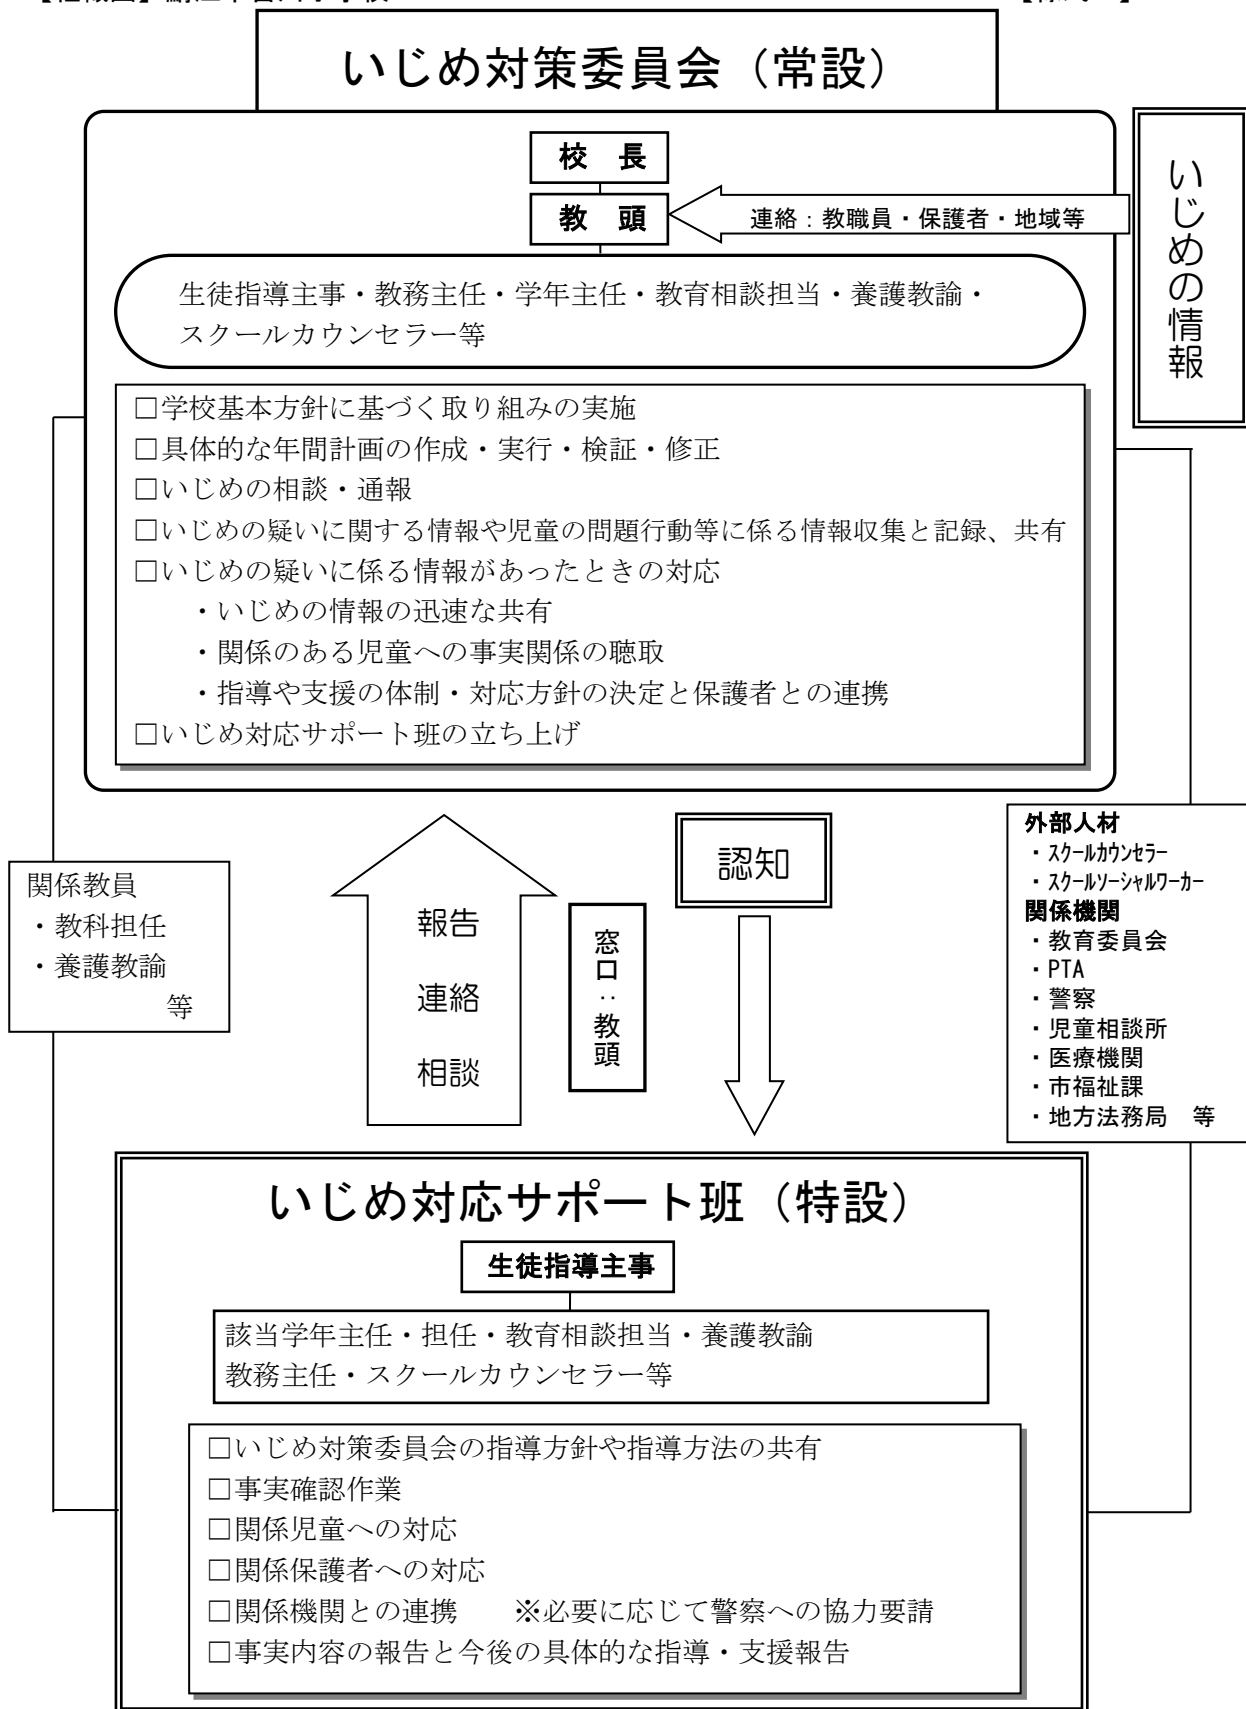 いじめ対策委員会（常設）
校　長
教　頭
連絡：教職員・保護者・地域等
いじめの情報
生徒指導主事・教務主任・学年主任・教育相談担当・養護教諭・
スクールカウンセラー等
□学校基本方針に基づく取り組みの実施
□具体的な年間計画の作成・実行・検証・修正
□いじめの相談・通報
□いじめの疑いに関する情報や児童の問題行動等に係る情報収集と記録、共有
□いじめの疑いに係る情報があったときの対応
・いじめの情報の迅速な共有
・関係のある児童への事実関係の聴取
・指導や支援の体制・対応方針の決定と保護者との連携
□いじめ対応サポート班の立ち上げ
関係教員
・教科担任
・養護教諭
等
報告
連絡
相談
窓口：教頭
認知
外部人材
・スクールカウンセラー
・スクールソーシャルワーカー
関係機関
・教育委員会
・PTA
・警察
・児童相談所
・医療機関
・市福祉課
・地方法務局　等
いじめ対応サポート班（特設）
生徒指導主事
該当学年主任・担任・教育相談担当・養護教諭
教務主任・スクールカウンセラー等
□いじめ対策委員会の指導方針や指導方法の共有
□事実確認作業
□関係児童への対応
□関係保護者への対応
□関係機関との連携　　※必要に応じて警察への協力要請
□事実内容の報告と今後の具体的な指導・支援報告